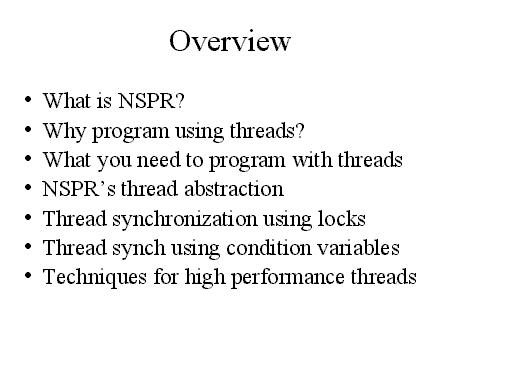 Overview
• What is NSPR?
• Why program using threads?
• What you need to program with threads
• NSPR's thread abstraction
• Thread synchronization using locks
• Thread synch using condition variables
• Techniques for high performance threads